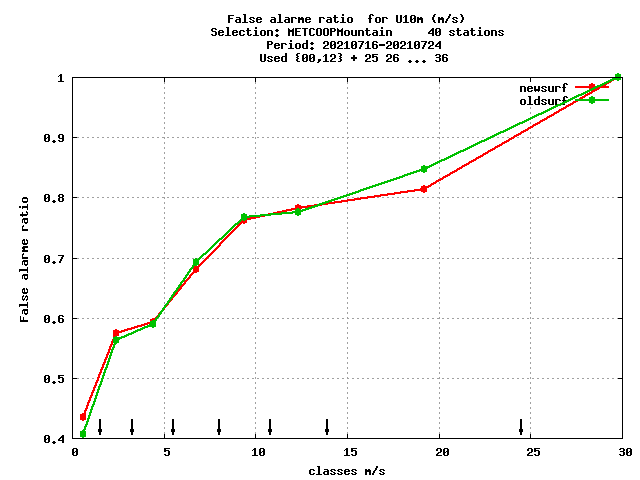 False alarme ratio  for U10m (m/s)
Selection: METCOOPMountain     40 stations
Period: 20210716-20210724
Used {00,12} + 25 26 ... 36
newsurf
oldsurf
1
0.9
0.8
0.7
0.6
0.5
0.4
False alarme ratio
0 5 10 15 20 25 30
classes m/s